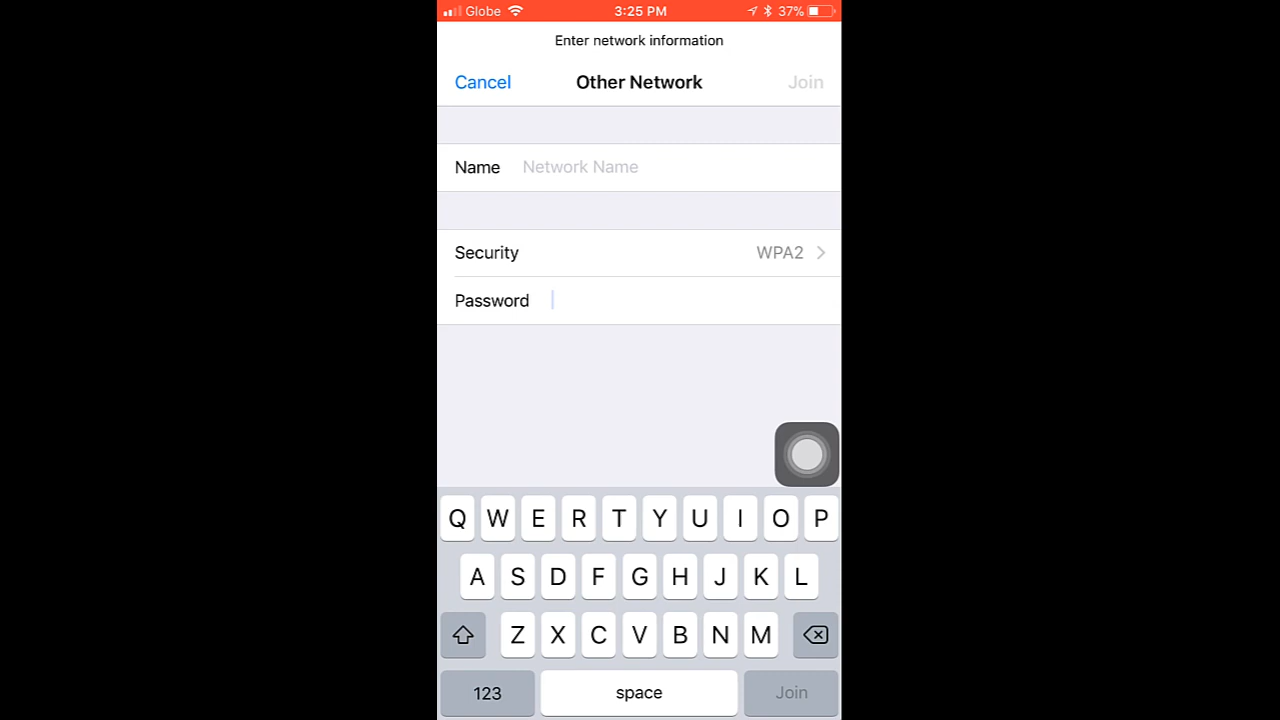 Globe 3:25 PM 37%
Enter network information
Cancel Other Network Join
Name Network Name
Security WPA2
Password
Q W E R T Y U I O P
A S D F G H J K L
Z X C V B N M
123 space Join